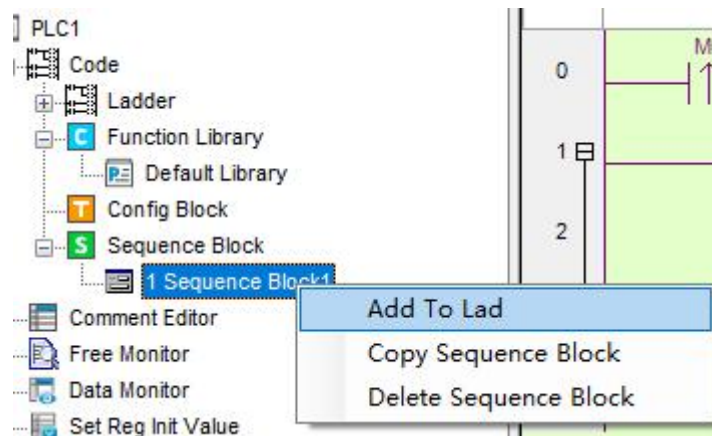 PLC1
Code
Ladder
Function Library
Default Library
Config Block
Sequence Block
1 Sequence Block1
Comment Editor
Free Monitor
Data Monitor
Set Reg Init Value
Add To Lad
Copy Sequence Block
Delete Sequence Block
0
M
1
2